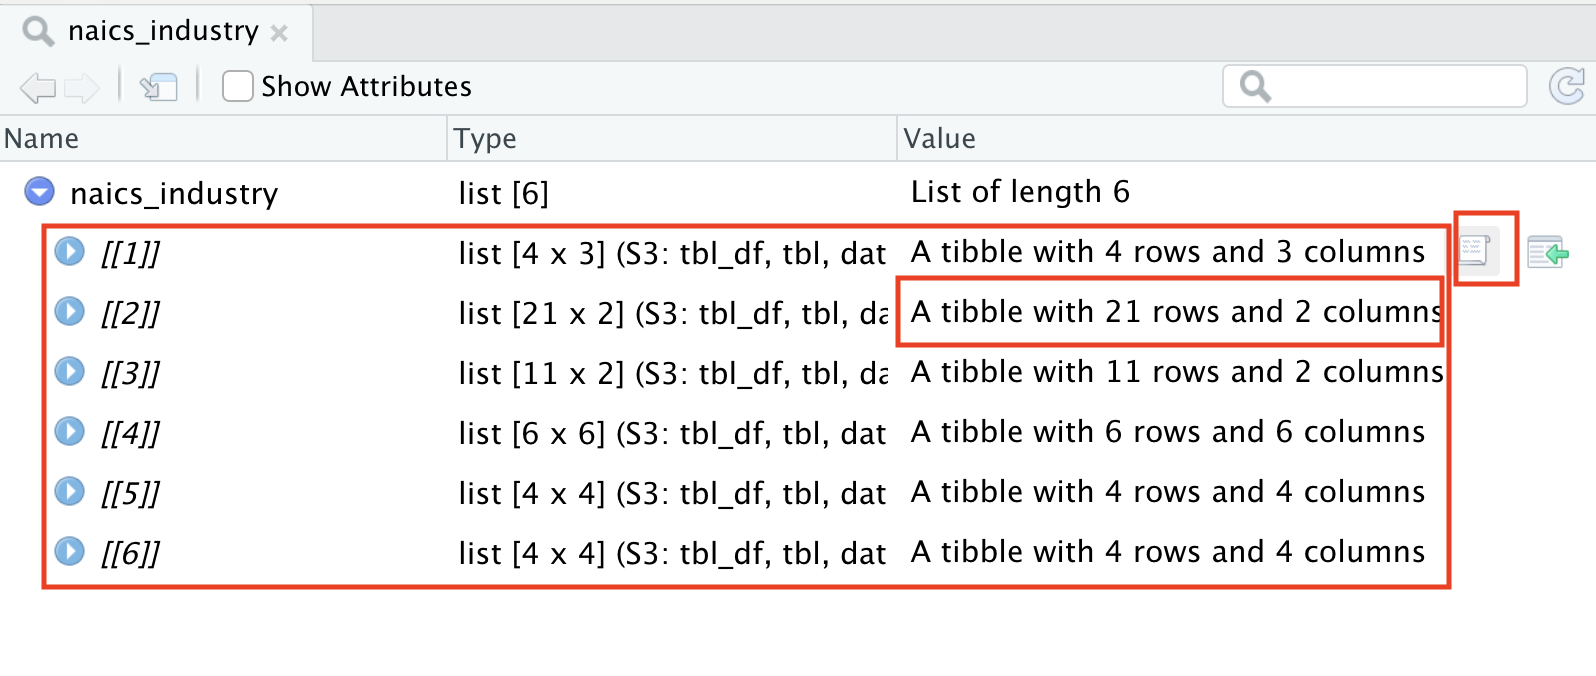 naics_industry
Show Attributes
Name Type Value
naics_industry list [6] List of length 6
[[1]] list [4 x 3] (S3: tbl_df, tbl, dat A tibble with 4 rows and 3 columns
[[2]] list [21 x 2] (S3: tbl_df, tbl, da A tibble with 21 rows and 2 columns
[[3]] list [11 x 2] (S3: tbl_df, tbl, da A tibble with 11 rows and 2 columns
[[4]] list [6 x 6] (S3: tbl_df, tbl, dat A tibble with 6 rows and 6 columns
[[5]] list [4 x 4] (S3: tbl_df, tbl, dat A tibble with 4 rows and 4 columns
[[6]] list [4 x 4] (S3: tbl_df, tbl, dat A tibble with 4 rows and 4 columns